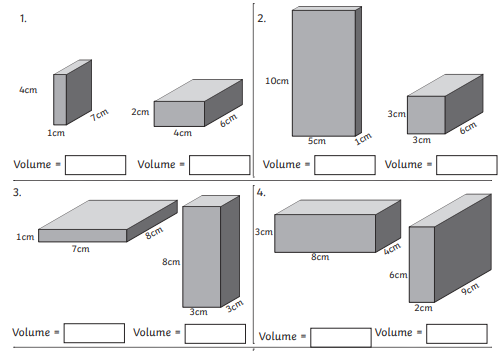 1.
4cm
1cm
7cm
2cm
4cm
6cm
Volume =
Volume =
2.
10cm
5cm
1cm
3cm
3cm
6cm
Volume =
Volume =
3.
1cm
7cm
8cm
8cm
3cm
3cm
Volume =
Volume =
4.
3cm
8cm
4cm
6cm
2cm
9cm
Volume =
Volume =